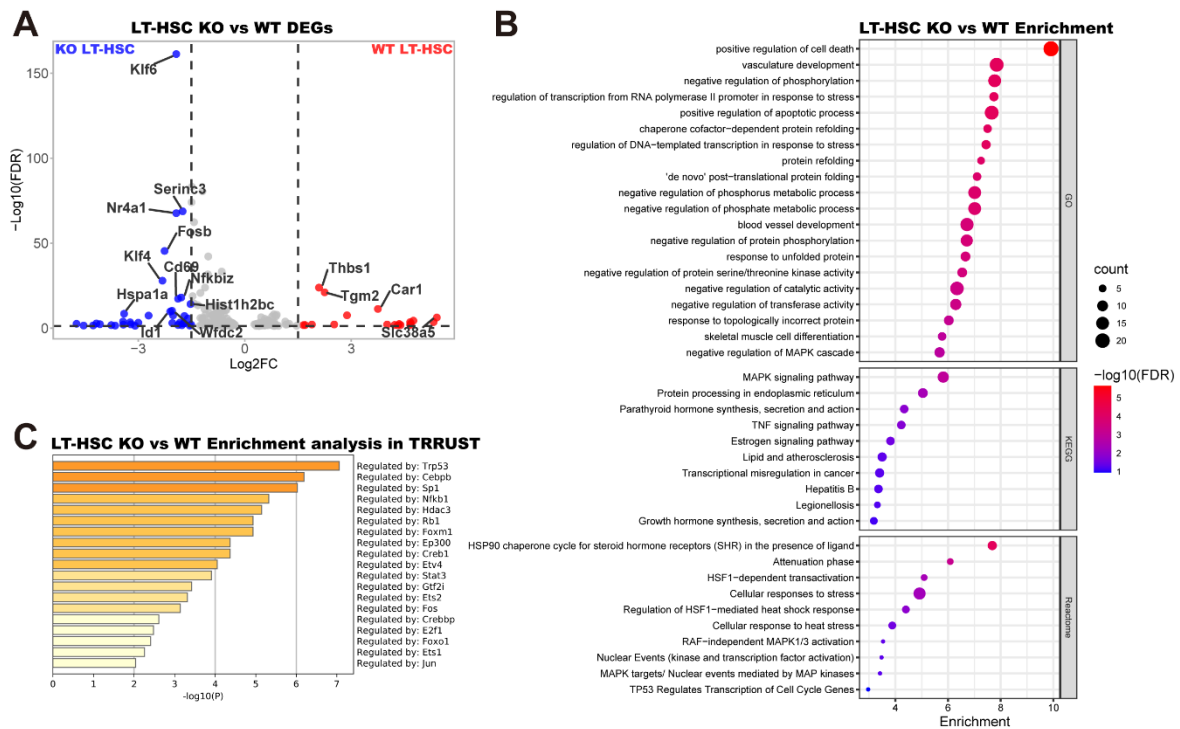 A
LT-HSC KO vs WT DEGs
KO LT-HSC
WT LT-HSC
Klf6
Serinc3
Nr4a1
Fosb
Klf4
Cd69
Nfkbiz
Hspa1a
Hist1h2bc
Id1
Wfdc2
Thbs1
Tgm2
Car1
Slc38a5
150
100
50
0
−Log10(FDR)
−3
0
3
Log2FC
B
LT-HSC KO vs WT Enrichment
positive regulation of cell death
vasculature development
negative regulation of phosphorylation
regulation of transcription from RNA polymerase II promoter in response to stress
positive regulation of apoptotic process
chaperone cofactor−dependent protein refolding
regulation of DNA−templated transcription in response to stress
protein refolding
'de novo' post−translational protein folding
negative regulation of phosphorus metabolic process
negative regulation of phosphate metabolic process
blood vessel development
negative regulation of protein phosphorylation
response to unfolded protein
negative regulation of protein serine/threonine kinase activity
negative regulation of catalytic activity
negative regulation of transferase activity
response to topologically incorrect protein
skeletal muscle cell differentiation
negative regulation of MAPK cascade
GO
MAPK signaling pathway
Protein processing in endoplasmic reticulum
Parathyroid hormone synthesis, secretion and action
TNF signaling pathway
Estrogen signaling pathway
Lipid and atherosclerosis
Transcriptional misregulation in cancer
Hepatitis B
Legionellosis
Growth hormone synthesis, secretion and action
KEGG
HSP90 chaperone cycle for steroid hormone receptors (SHR) in the presence of ligand
Attenuation phase
HSF1−dependent transactivation
Cellular responses to stress
Regulation of HSF1−mediated heat shock response
Cellular response to heat stress
RAF−independent MAPK1/3 activation
Nuclear Events (kinase and transcription factor activation)
MAPK targets/ Nuclear events mediated by MAP kinases
TP53 Regulates Transcription of Cell Cycle Genes
Reactome
4
6
8
10
Enrichment
count
5
10
15
20
−log10(FDR)
5
4
3
2
1
C
LT-HSC KO vs WT Enrichment analysis in TRRUST
Regulated by: Trp53
Regulated by: Cebpb
Regulated by: Sp1
Regulated by: Nfkb1
Regulated by: Hdac3
Regulated by: Rb1
Regulated by: Foxm1
Regulated by: Ep300
Regulated by: Creb1
Regulated by: Etv4
Regulated by: Stat3
Regulated by: Gtf2i
Regulated by: Ets2
Regulated by: Fos
Regulated by: Crebbp
Regulated by: E2f1
Regulated by: Foxo1
Regulated by: Ets1
Regulated by: Jun
0 1 2 3 4 5 6 7
-log10(P)